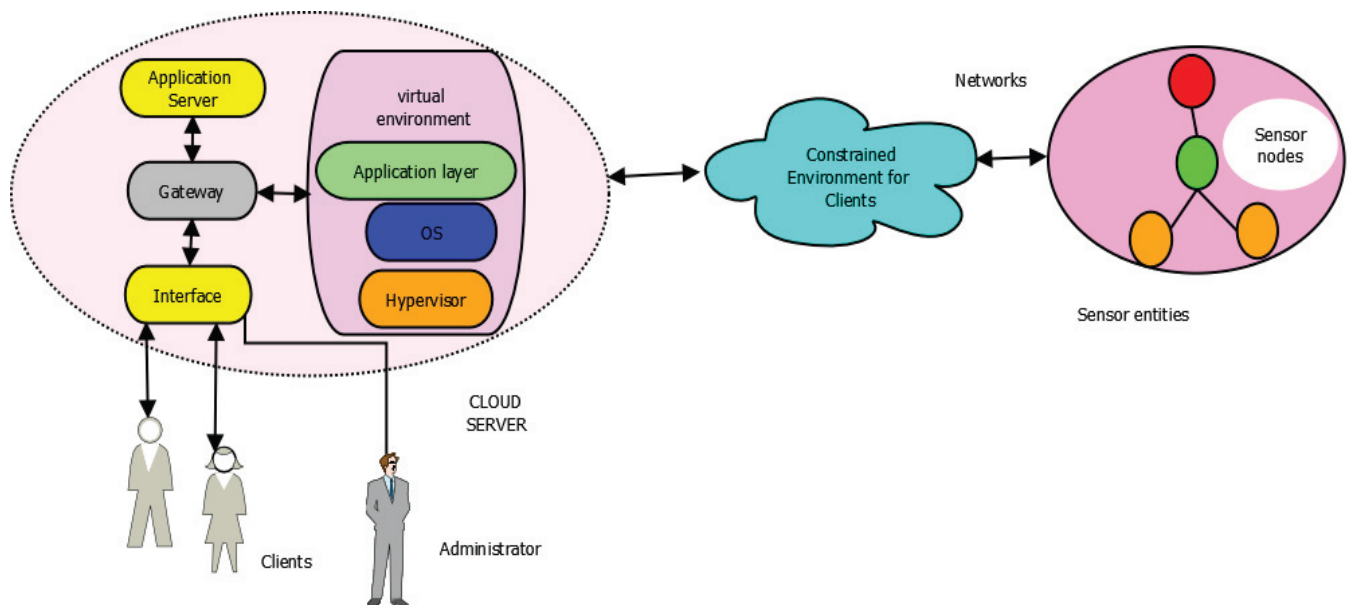 Application
Server
Gateway
Interface
virtual
environment
Application layer
OS
Hypervisor
CLOUD
SERVER
Clients
Administrator
Constrained
Environment for
Clients
Networks
Sensor
nodes
Sensor entities